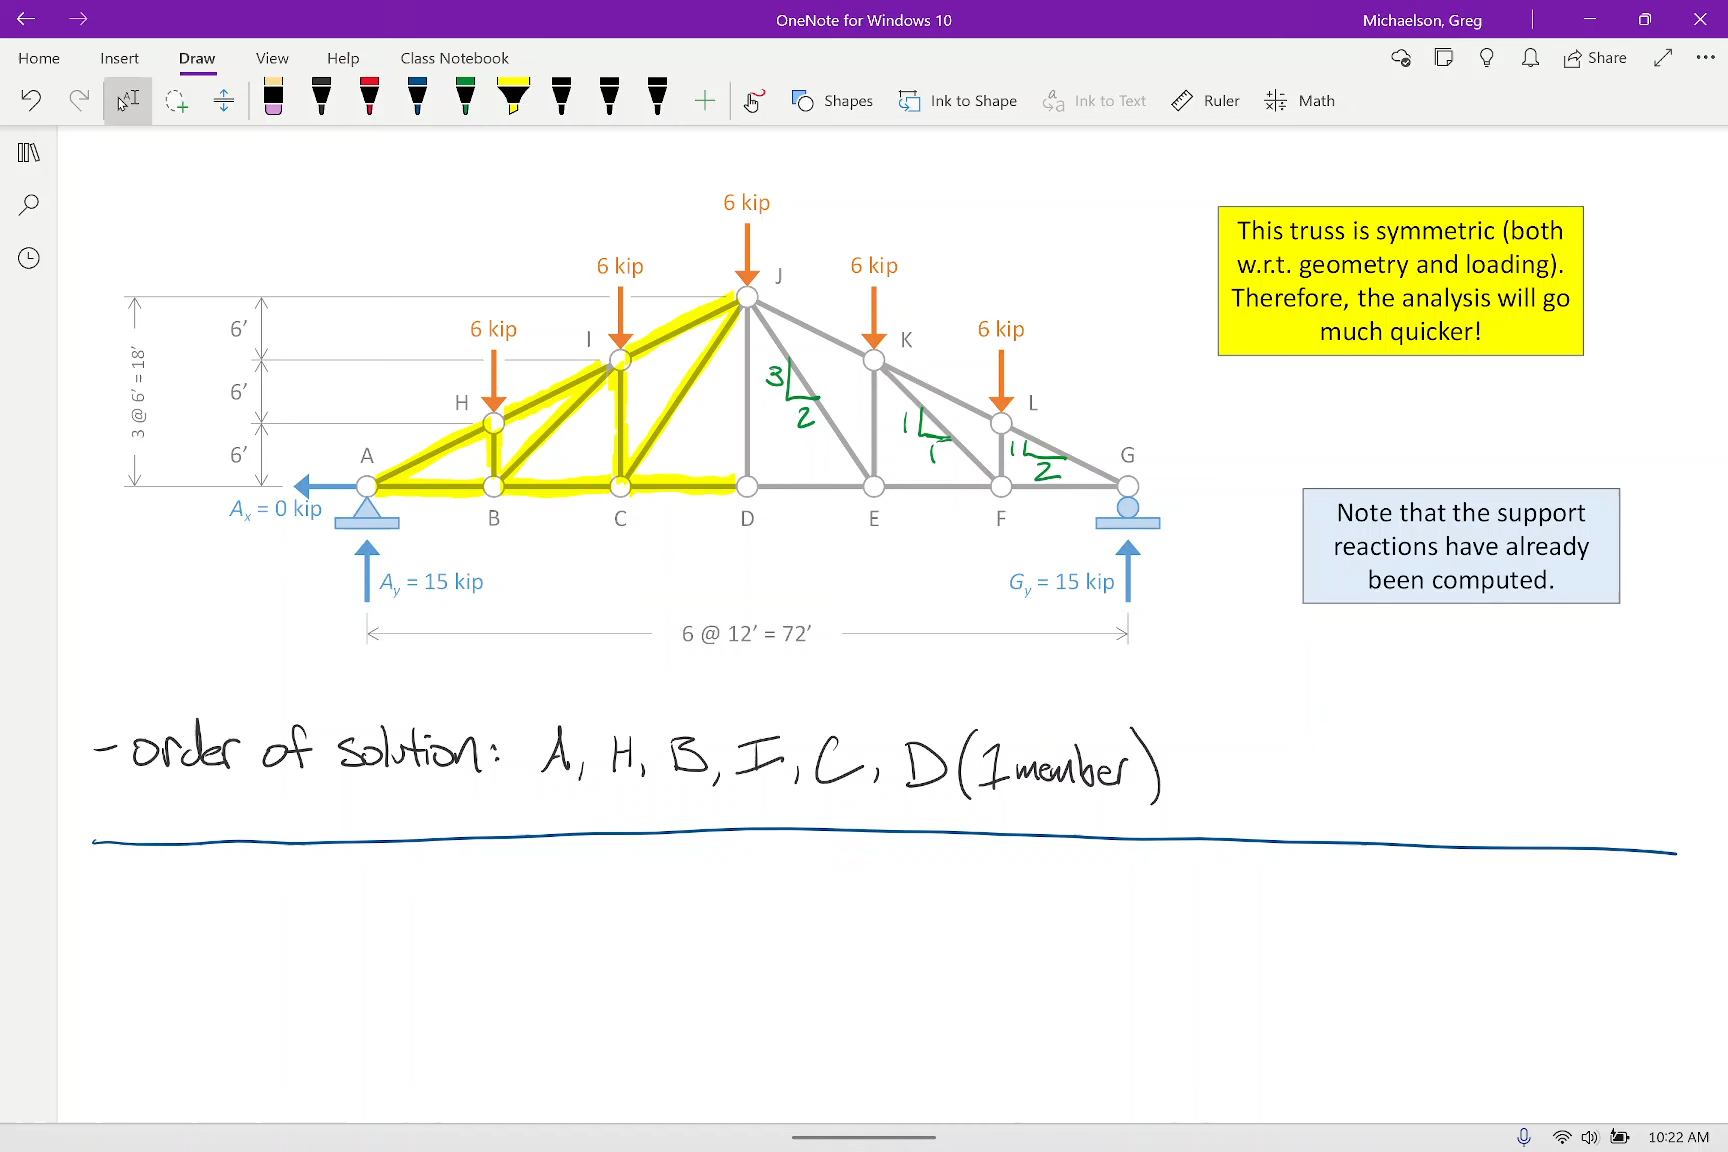 OneNote for Windows 10
Michaelson, Greg
Home Insert Draw View Help Class Notebook
Share
Shapes Ink to Shape Ink to Text Ruler Math
6 kip
J
6 kip
6 kip
This truss is symmetric (both
w.r.t. geometry and loading).
Therefore, the analysis will go
much quicker!
6 kip
I
K
6 kip
3 @ 6' = 18'
6'
6'
6'
H
L
3
2
1
1
1
2
A
G
Ax = 0 kip
B
C
D
E
F
Note that the support
reactions have already
been computed.
Ay = 15 kip
Gy = 15 kip
6 @ 12' = 72'
- order of solution: A, H, B, I, C, D (1 member)
10:22 AM